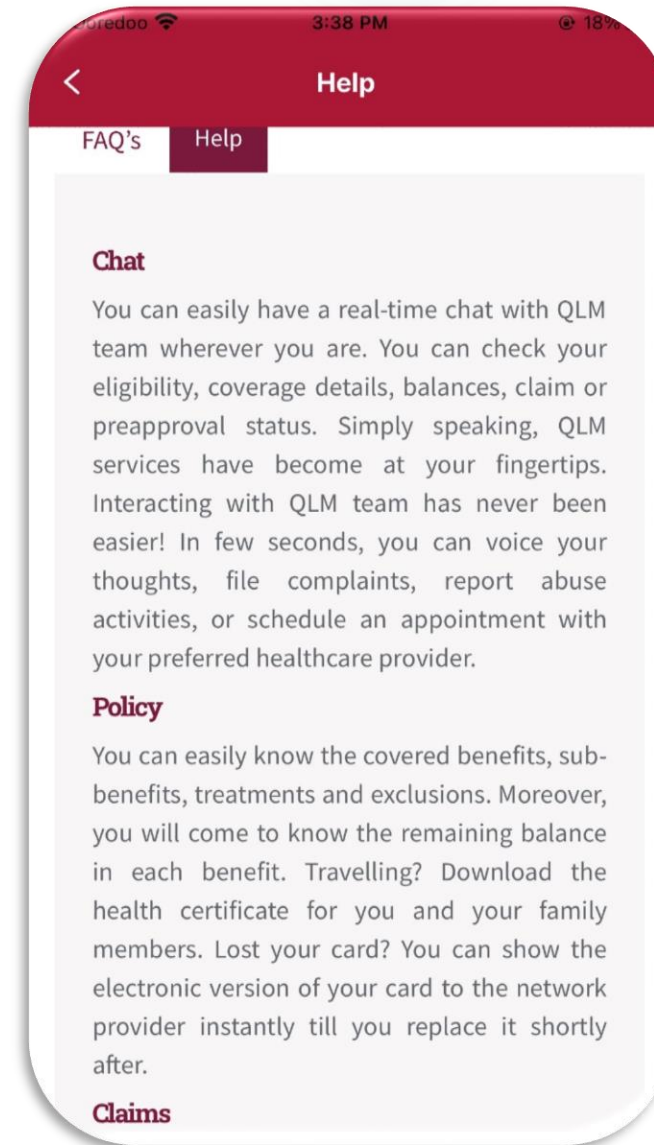 3:38 PM
18%
Help
FAQ's
Help
Chat
You can easily have a real-time chat with QLM
team wherever you are. You can check your
eligibility, coverage details, balances, claim or
preapproval status. Simply speaking, QLM
services have become at your fingertips.
Interacting with QLM team has never been
easier! In few seconds, you can voice your
thoughts, file complaints, report abuse
activities, or schedule an appointment with
your preferred healthcare provider.
Policy
You can easily know the covered benefits, sub-
benefits, treatments and exclusions. Moreover,
you will come to know the remaining balance
in each benefit. Travelling? Download the
health certificate for you and your family
members. Lost your card? You can show the
electronic version of your card to the network
provider instantly till you replace it shortly
after.
Claims